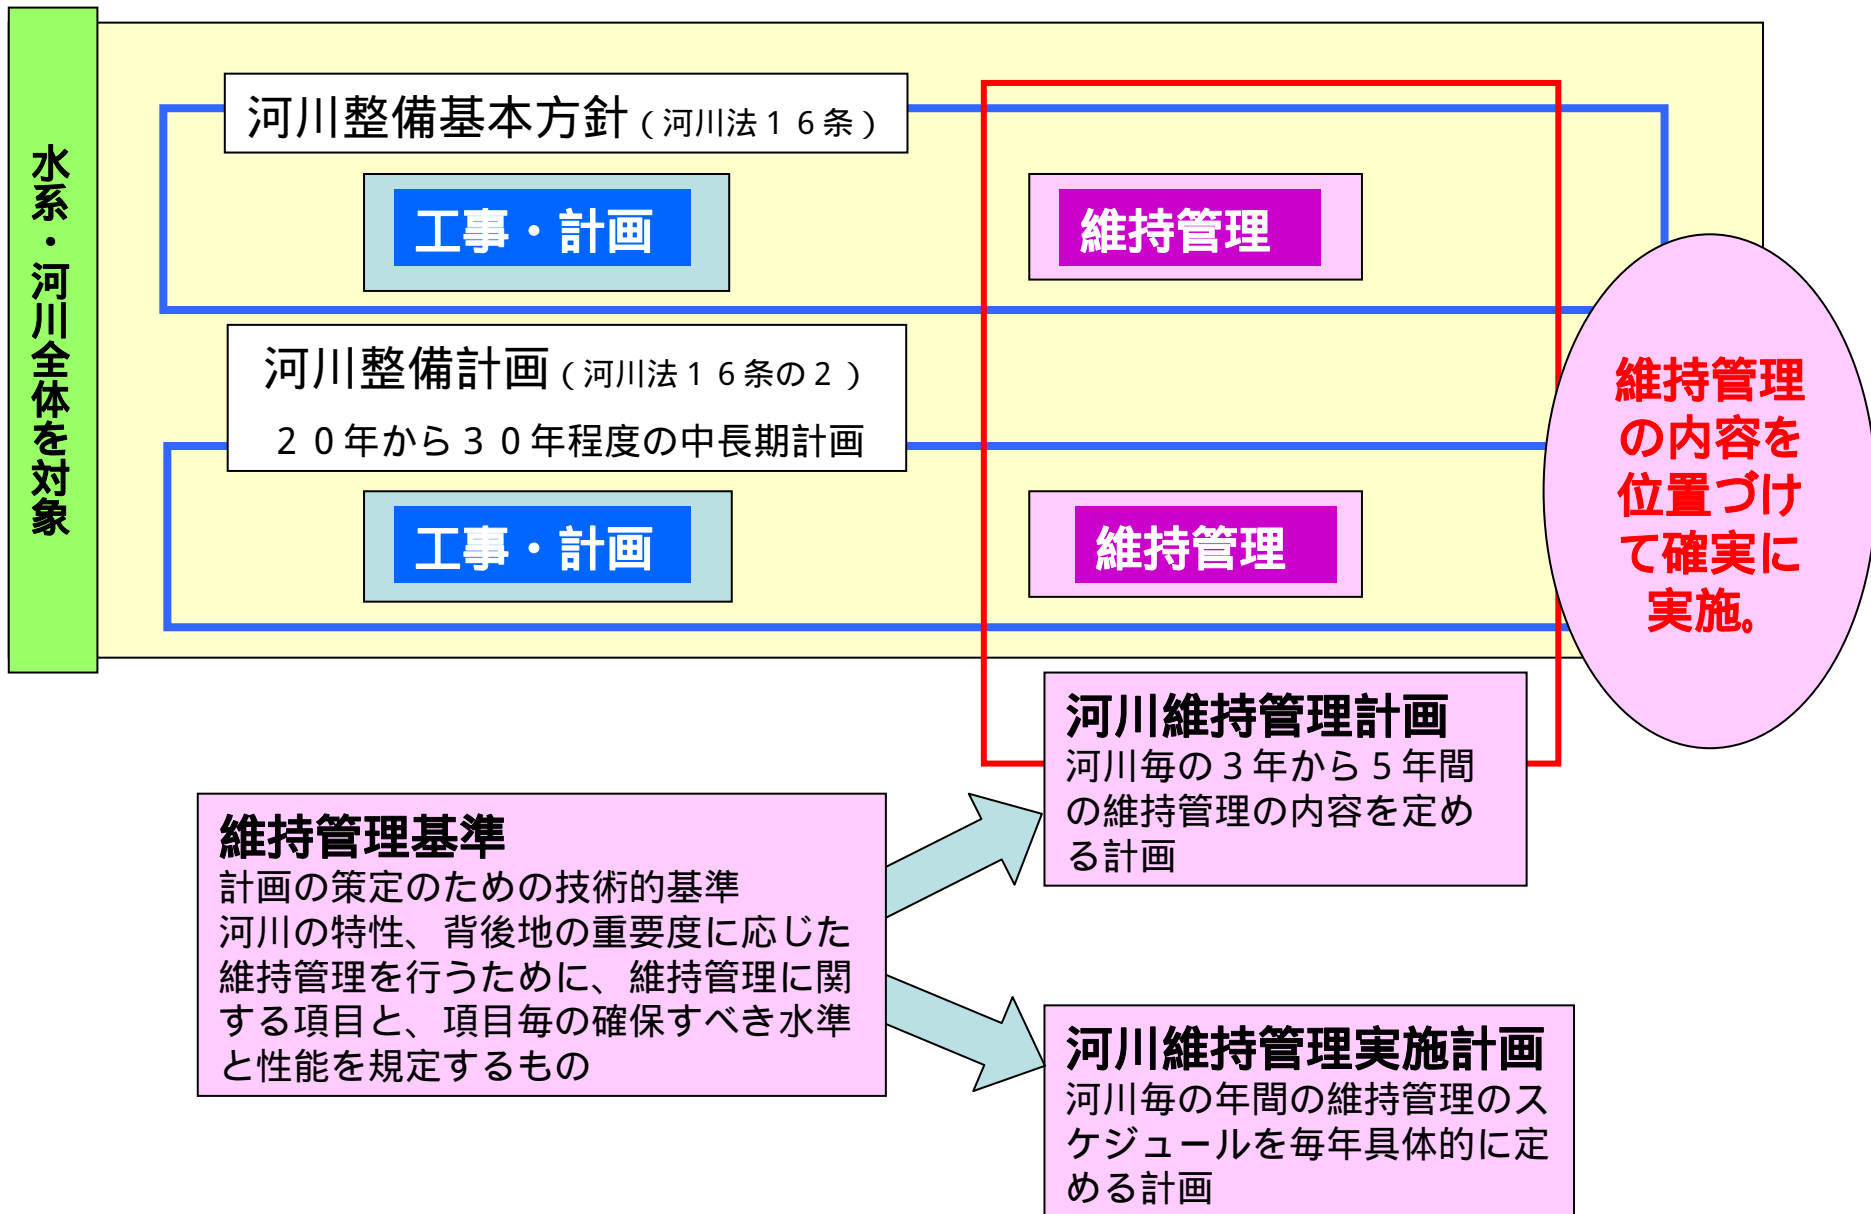 水系・河川全体を対象
河川整備基本方針（河川法１６条）
工事・計画
維持管理
河川整備計画（河川法１６条の２）
２０年から３０年程度の中長期計画
工事・計画
維持管理
維持管理
の内容を
位置づけ
て確実に
実施。
河川維持管理計画
河川毎の３年から５年間
の維持管理の内容を定め
る計画
維持管理基準
計画の策定のための技術的基準
河川の特性、背後地の重要度に応じた
維持管理を行うために、維持管理に関
する項目と、項目毎の確保すべき水準
と性能を規定するもの
河川維持管理実施計画
河川毎の年間の維持管理のス
ケジュールを毎年具体的に定
める計画